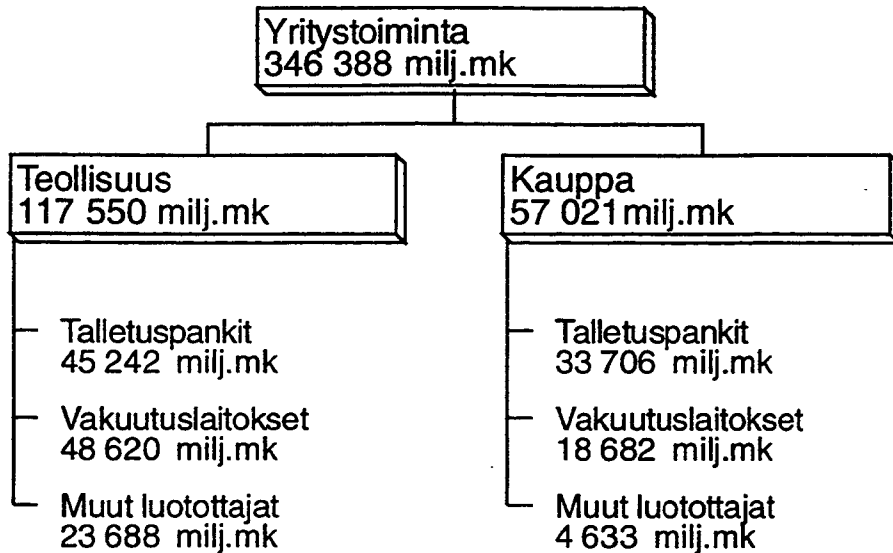 Yritystoiminta
346 388 milj.mk
Teollisuus
117 550 milj.mk
Talletuspankit
45 242 milj.mk
Vakuutuslaitokset
48 620 milj.mk
Muut luotottajat
23 688 milj.mk
Kauppa
57 021 milj.mk
Talletuspankit
33 706 milj.mk
Vakuutuslaitokset
18 682 milj.mk
Muut luotottajat
4 633 milj.mk